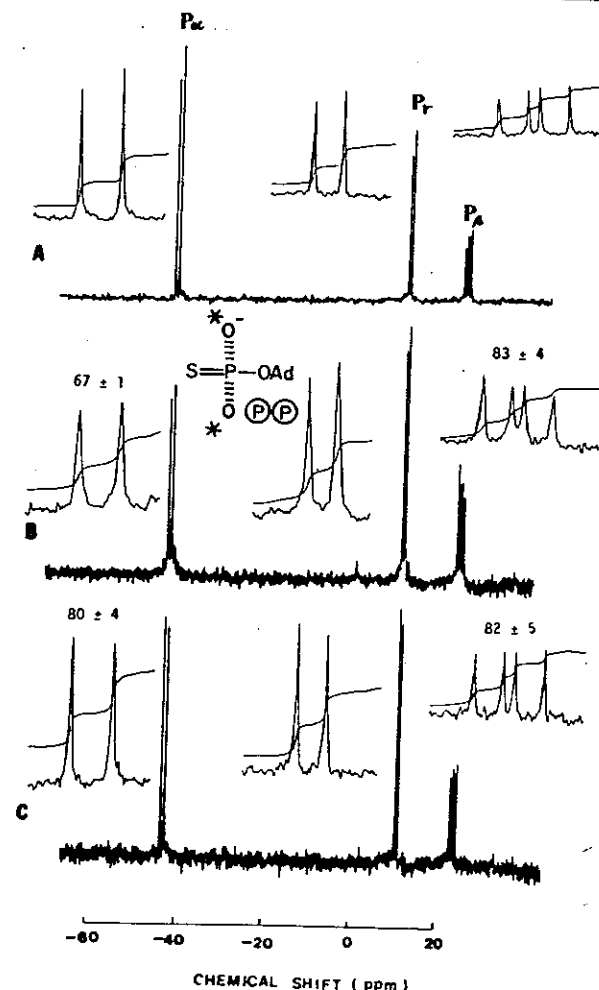 Pα
Pγ
Pβ
A
*O⁻
S=P-OAd
O PP
*
67 ± 1
83 ± 4
B
80 ± 4
82 ± 5
C
-60 -40 -20 0 20
CHEMICAL SHIFT (ppm)